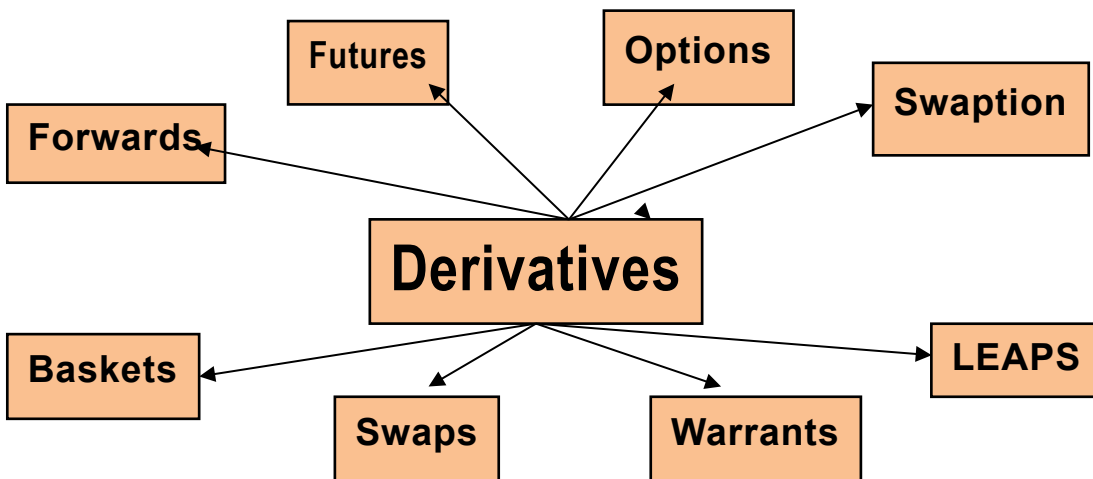 Futures
Options
Swaption
Forwards
Derivatives
Baskets
LEAPS
Swaps
Warrants